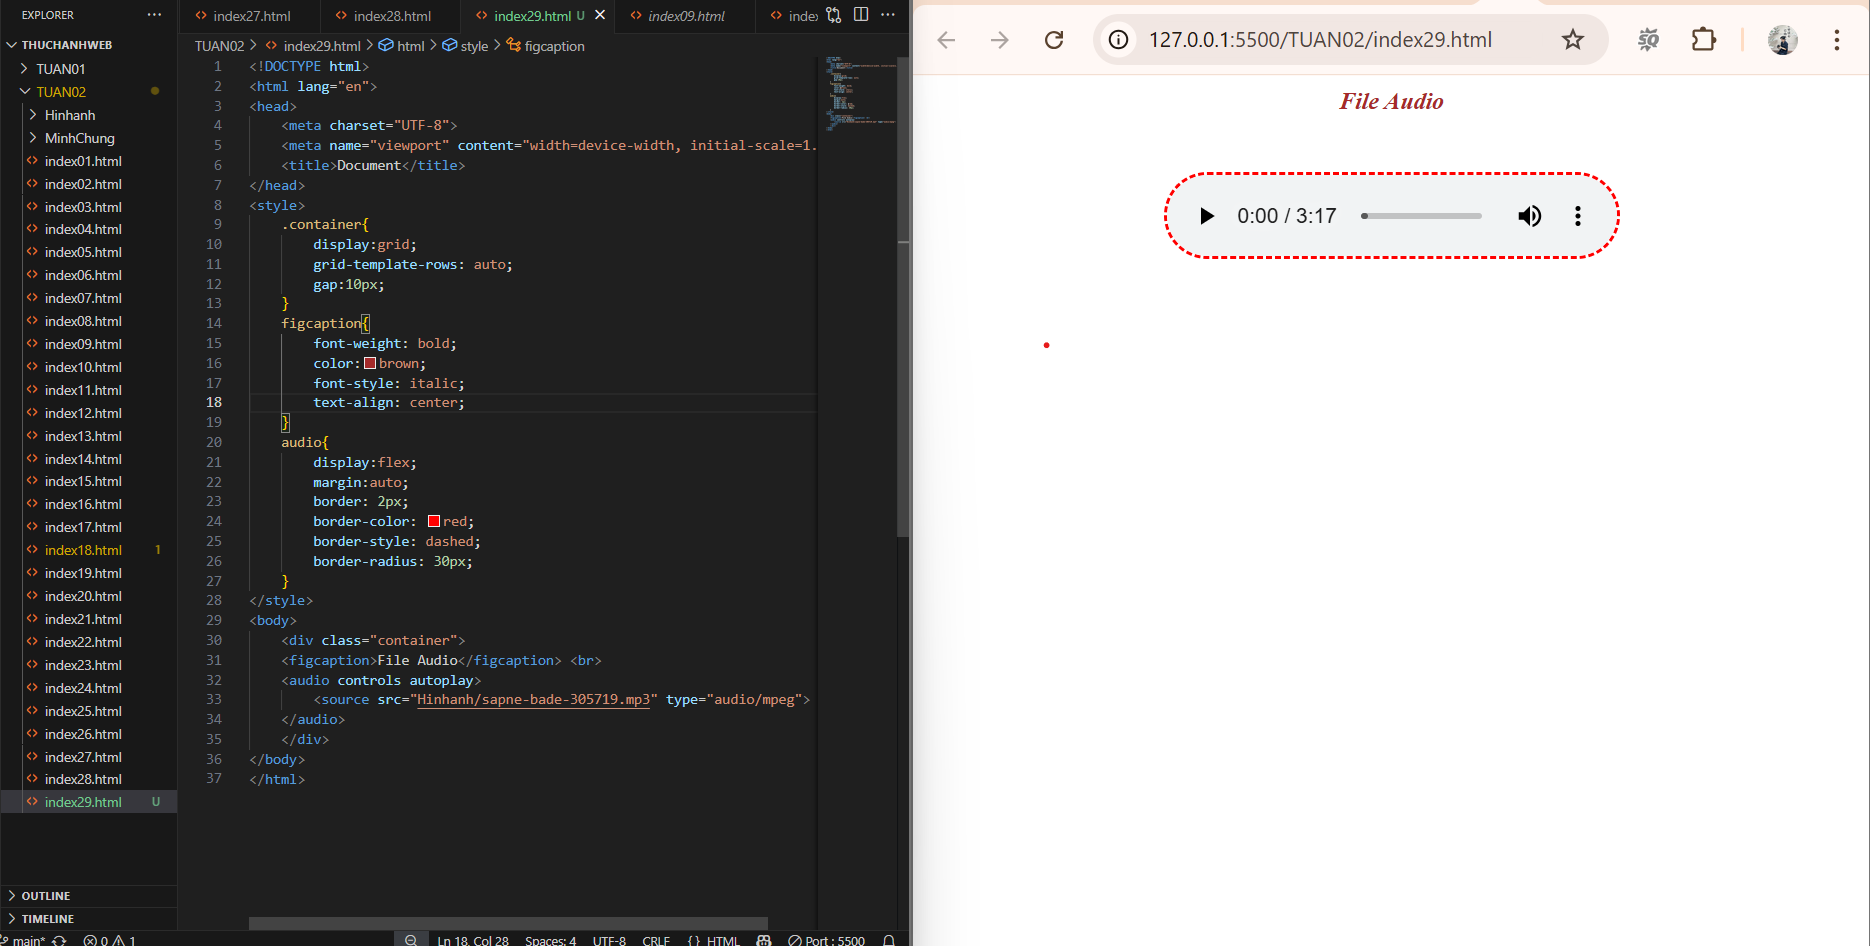 EXPLORER
THUCHANHWEB
TUAN01
TUAN02
Hinhanh
MinhChung
index01.html
index02.html
index03.html
index04.html
index05.html
index06.html
index07.html
index08.html
index09.html
index10.html
index11.html
index12.html
index13.html
index14.html
index15.html
index16.html
index17.html
index18.html 1
index19.html
index20.html
index21.html
index22.html
index23.html
index24.html
index25.html
index26.html
index27.html
index28.html
index29.html U
OUTLINE
TIMELINE
index27.html index28.html index29.html U index09.html index
TUAN02 > index29.html > html > style > figcaption
1 <!DOCTYPE html>
2 <html lang="en">
3 <head>
4 <meta charset="UTF-8">
5 <meta name="viewport" content="width=device-width, initial-scale=1.
6 <title>Document</title>
7 </head>
8 <style>
9 .container{
10 display:grid;
11 grid-template-rows: auto;
12 gap:10px;
13 }
14 figcaption{
15 font-weight: bold;
16 color:brown;
17 font-style: italic;
18 text-align: center;
19 }
20 audio{
21 display:flex;
22 margin:auto;
23 border: 2px;
24 border-color: red;
25 border-style: dashed;
26 border-radius: 30px;
27 }
28 </style>
29 <body>
30 <div class="container">
31 <figcaption>File Audio</figcaption> <br>
32 <audio controls autoplay>
33 <source src="Hinhanh/sapne-bade-305719.mp3" type="audio/mpeg">
34 </audio>
35 </div>
36 </body>
37 </html>
main* 0 1 Ln 18, Col 28 Spaces: 4 UTF-8 CRLF {} HTML Port : 5500
127.0.0.1:5500/TUAN02/index29.html
File Audio
0:00 / 3:17